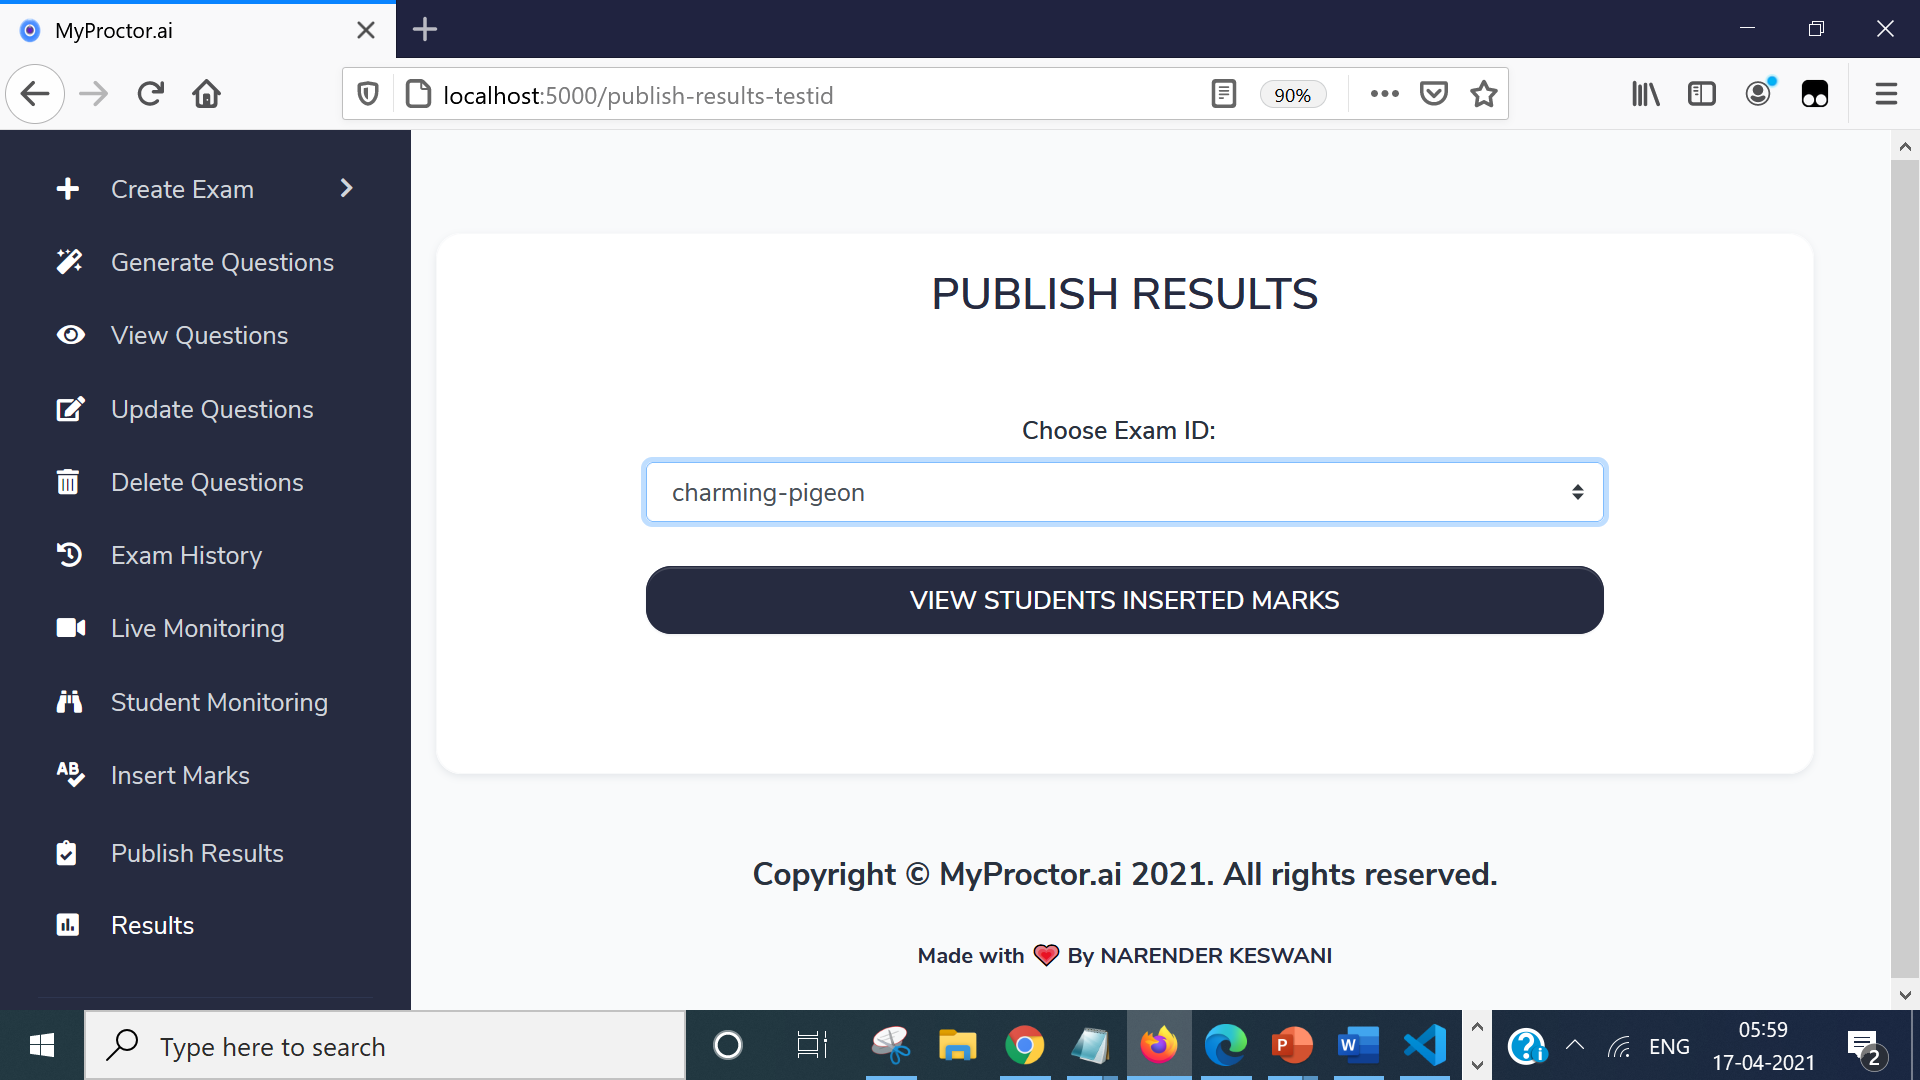 MyProctor.ai
localhost:5000/publish-results-testid
90%
Create Exam
Generate Questions
View Questions
Update Questions
Delete Questions
Exam History
Live Monitoring
Student Monitoring
AB
Insert Marks
Publish Results
Results
PUBLISH RESULTS
Choose Exam ID:
charming-pigeon
VIEW STUDENTS INSERTED MARKS
Copyright © MyProctor.ai 2021. All rights reserved.
Made with ❤ By NARENDER KESWANI
Type here to search
P
W
?
i
ENG
05:59
17-04-2021
2